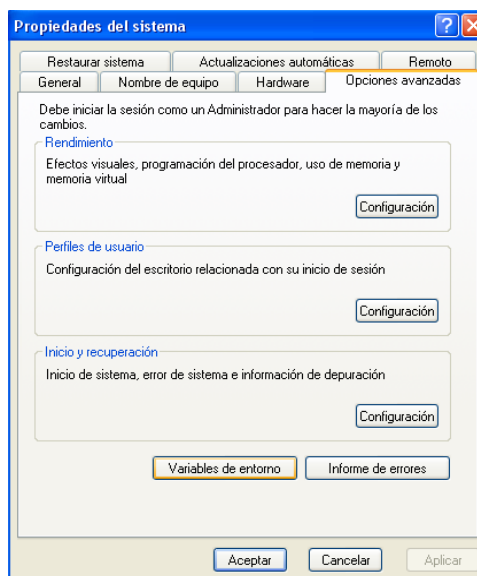 Propiedades del sistema
Restaurar sistema
Actualizaciones automáticas
Remoto
General
Nombre de equipo
Hardware
Opciones avanzadas
Debe iniciar la sesión como un Administrador para hacer la mayoría de los
cambios.
Rendimiento
Efectos visuales, programación del procesador, uso de memoria y
memoria virtual
Configuración
Perfiles de usuario
Configuración del escritorio relacionada con su inicio de sesión
Configuración
Inicio y recuperación
Inicio de sistema, error de sistema e información de depuración
Configuración
Variables de entorno
Informe de errores
Aceptar
Cancelar
Aplicar